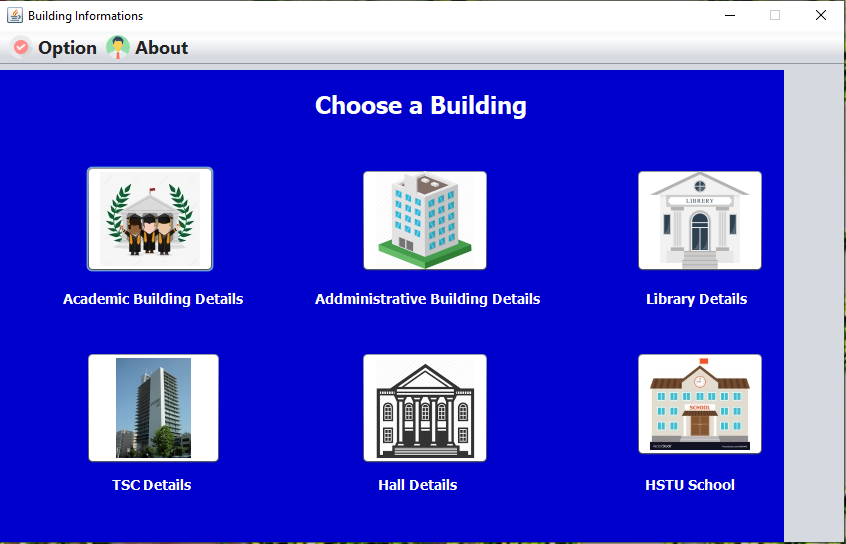 Building Informations
Option About
Choose a Building
LIBRERY
Academic Building Details Addministrative Building Details Library Details
SCHOOL
TSC Details Hall Details HSTU School